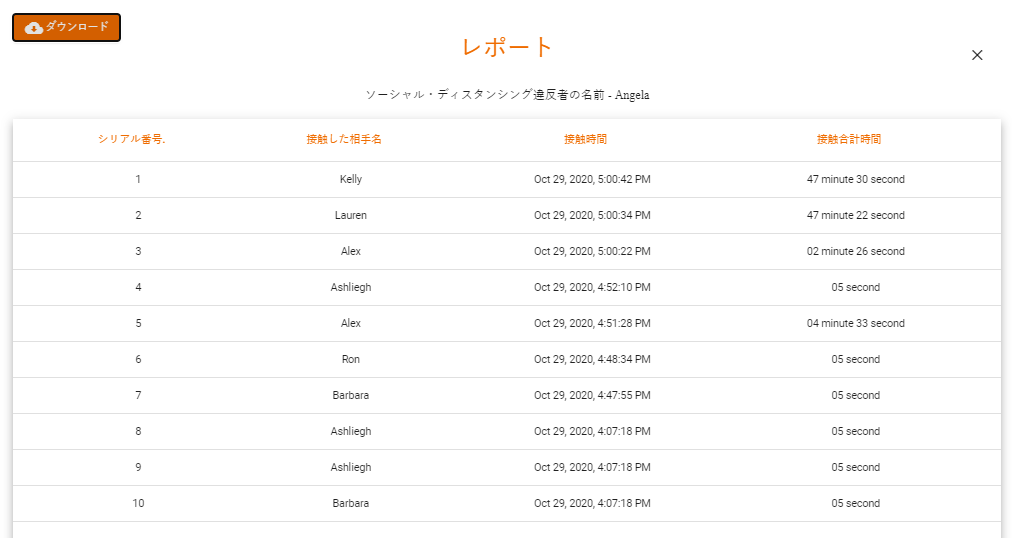 ダウンロード
レポート
ソーシャル・ディスタンシング違反者の名前 - Angela
シリアル番号. 接触した相手名 接触時間 接触合計時間
1 Kelly Oct 29, 2020, 5:00:42 PM 47 minute 30 second
2 Lauren Oct 29, 2020, 5:00:34 PM 47 minute 22 second
3 Alex Oct 29, 2020, 5:00:22 PM 02 minute 26 second
4 Ashliegh Oct 29, 2020, 4:52:10 PM 05 second
5 Alex Oct 29, 2020, 4:51:28 PM 04 minute 33 second
6 Ron Oct 29, 2020, 4:48:34 PM 05 second
7 Barbara Oct 29, 2020, 4:47:55 PM 05 second
8 Ashliegh Oct 29, 2020, 4:07:18 PM 05 second
9 Ashliegh Oct 29, 2020, 4:07:18 PM 05 second
10 Barbara Oct 29, 2020, 4:07:18 PM 05 second